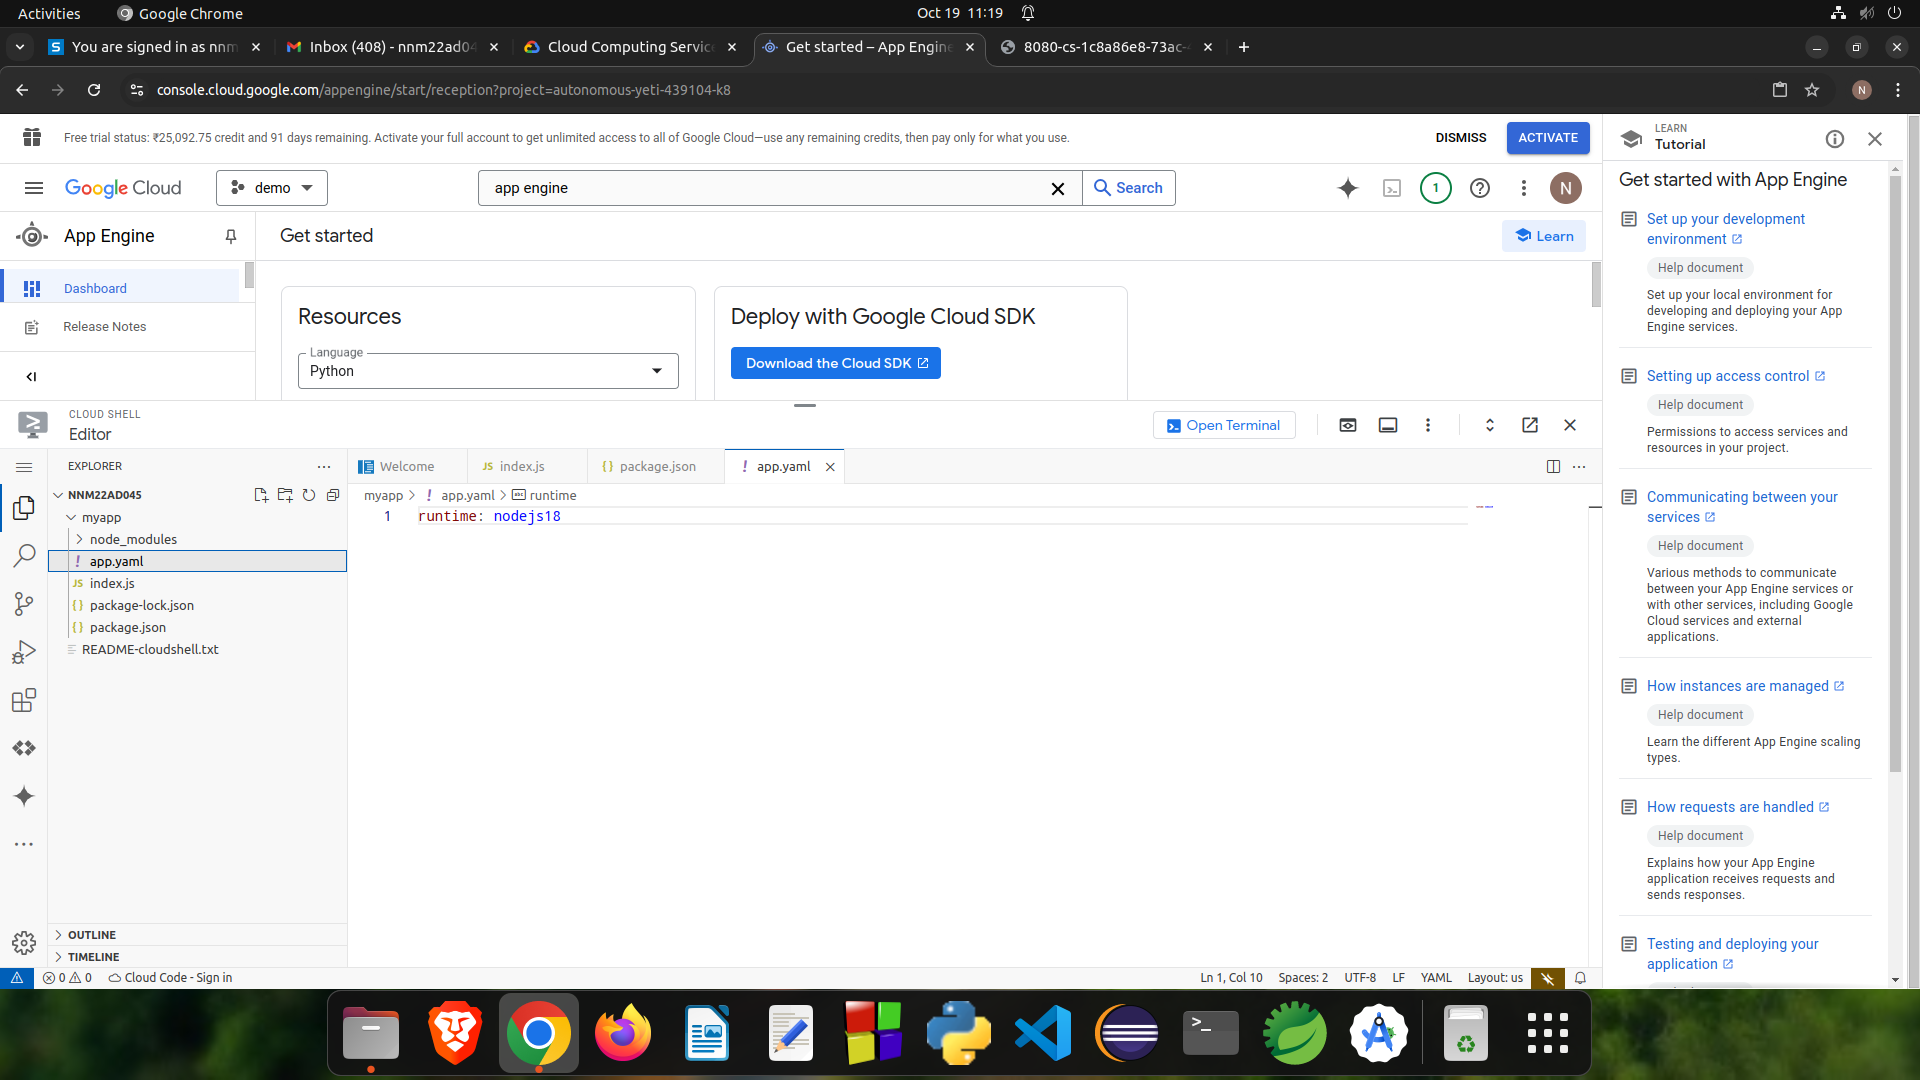 Activities
Google Chrome
Oct 19 11:19
You are signed in as nnm
Inbox (408) - nnm22ad04
Cloud Computing Service
Get started – App Engine
8080-cs-1c8a86e8-73ac-
console.cloud.google.com/appengine/start/reception?project=autonomous-yeti-439104-k8
N
Free trial status: ₹25,092.75 credit and 91 days remaining. Activate your full account to get unlimited access to all of Google Cloud—use any remaining credits, then pay only for what you use.
DISMISS
ACTIVATE
Google Cloud
demo
app engine
Search
1
N
App Engine
Get started
Learn
Dashboard
Release Notes
Resources
Language
Python
Deploy with Google Cloud SDK
Download the Cloud SDK
CLOUD SHELL
Editor
Open Terminal
EXPLORER
NNM22AD045
myapp
node_modules
app.yaml
JS index.js
{} package-lock.json
{} package.json
README-cloudshell.txt
OUTLINE
TIMELINE
Welcome
JS index.js
{} package.json
! app.yaml
myapp > ! app.yaml > runtime
1 runtime: nodejs18
0 0
Cloud Code - Sign in
Ln 1, Col 10
Spaces: 2
UTF-8
LF
YAML
Layout: us
LEARN
Tutorial
Get started with App Engine
Set up your development
environment
Help document
Set up your local environment for
developing and deploying your App
Engine services.
Setting up access control
Help document
Permissions to access services and
resources in your project.
Communicating between your
services
Help document
Various methods to communicate
between your App Engine services or
with other services, including Google
Cloud services and external
applications.
How instances are managed
Help document
Learn the different App Engine scaling
types.
How requests are handled
Help document
Explains how your App Engine
application receives requests and
sends responses.
Testing and deploying your
application